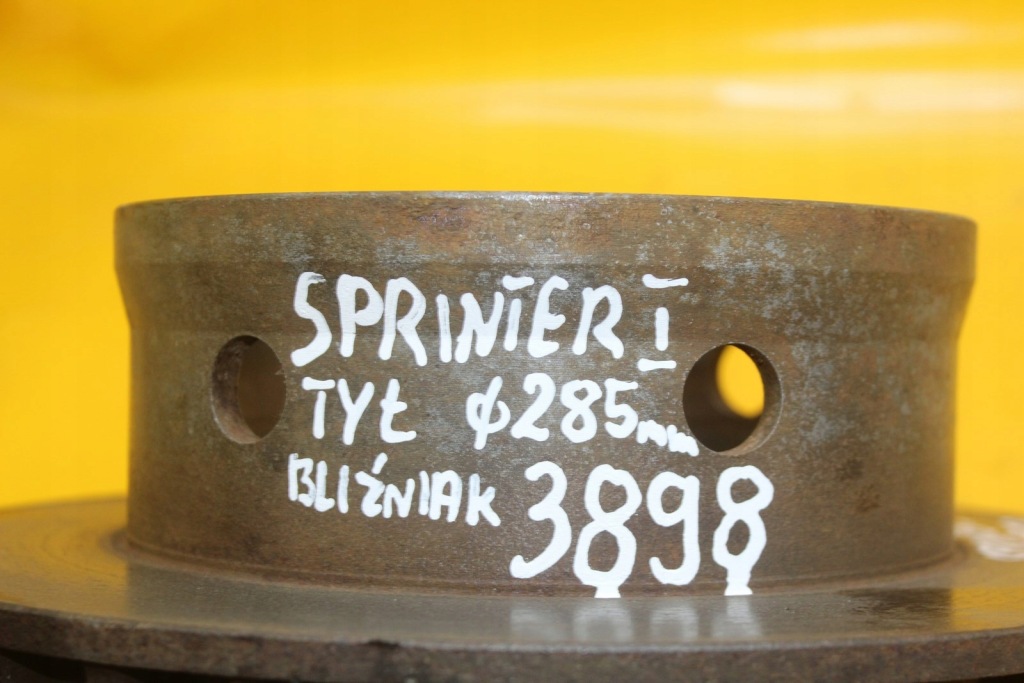 SPRINTER I
TYŁ ϕ285mm
BLIŹNIAK 3898